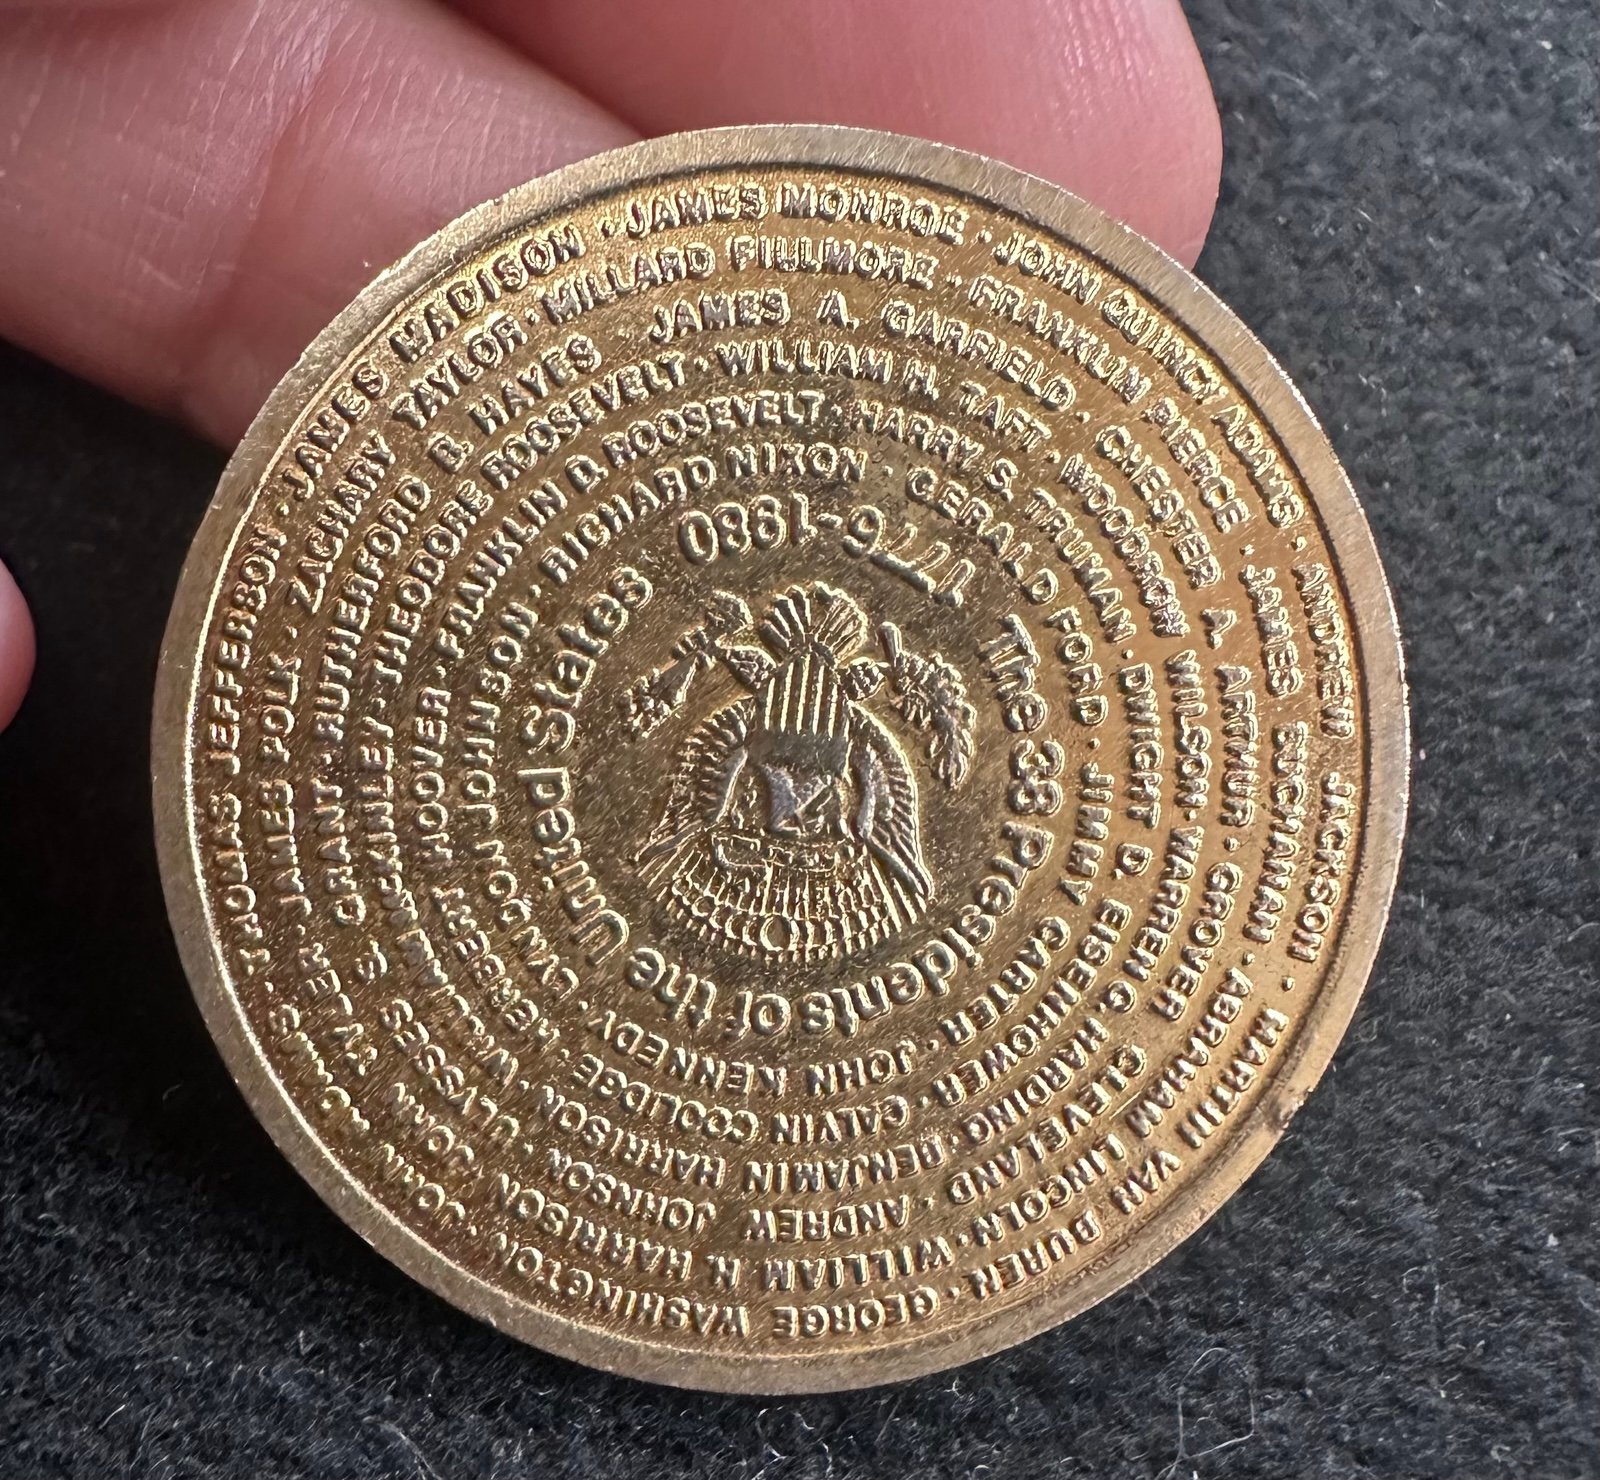 GEORGE WASHINGTON · JOHN ADAMS · THOMAS JEFFERSON · JAMES MADISON · JAMES MONROE · JOHN QUINCY ADAMS · ANDREW JACKSON · MARTIN VAN BUREN ·
WILLIAM H. HARRISON · JOHN TYLER · JAMES POLK · ZACHARY TAYLOR · MILLARD FILLMORE · FRANKLIN PIERCE · JAMES BUCHANAN · ABRAHAM LINCOLN ·
ANDREW JOHNSON · ULYSSES S. GRANT · RUTHERFORD B. HAYES · JAMES A. GARFIELD · CHESTER A. ARTHUR · GROVER CLEVELAND ·
BENJAMIN HARRISON · WILLIAM MCKINLEY · THEODORE ROOSEVELT · WILLIAM H. TAFT · WOODROW WILSON · WARREN G. HARDING ·
CALVIN COOLIDGE · HERBERT HOOVER · FRANKLIN D. ROOSEVELT · HARRY S. TRUMAN · DWIGHT D. EISENHOWER ·
JOHN KENNEDY · LYNDON JOHNSON · RICHARD NIXON · GERALD FORD · JIMMY CARTER ·
The 38 Presidents of the United States
1776-1980